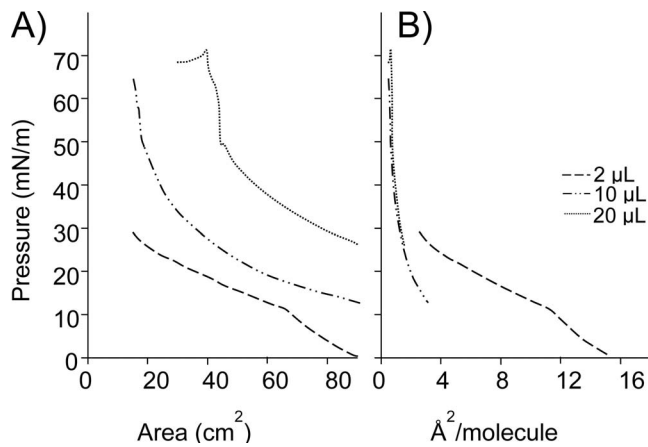 A)
B)
70
60
50
40
30
20
10
0
Pressure (mN/m)
0 20 40 60 80
Area (cm²)
0 4 8 12 16
Å²/molecule
2 µL
10 µL
20 µL